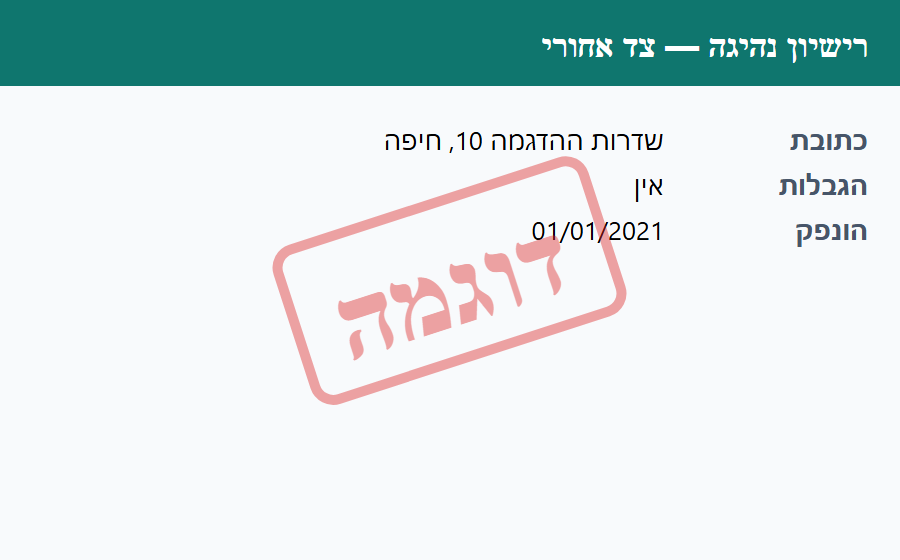 רישיון נהיגה — צד אחורי
כתובת שדרות ההדגמה 10, חיפה
הגבלות אין
הונפק 01/01/2021
דוגמה